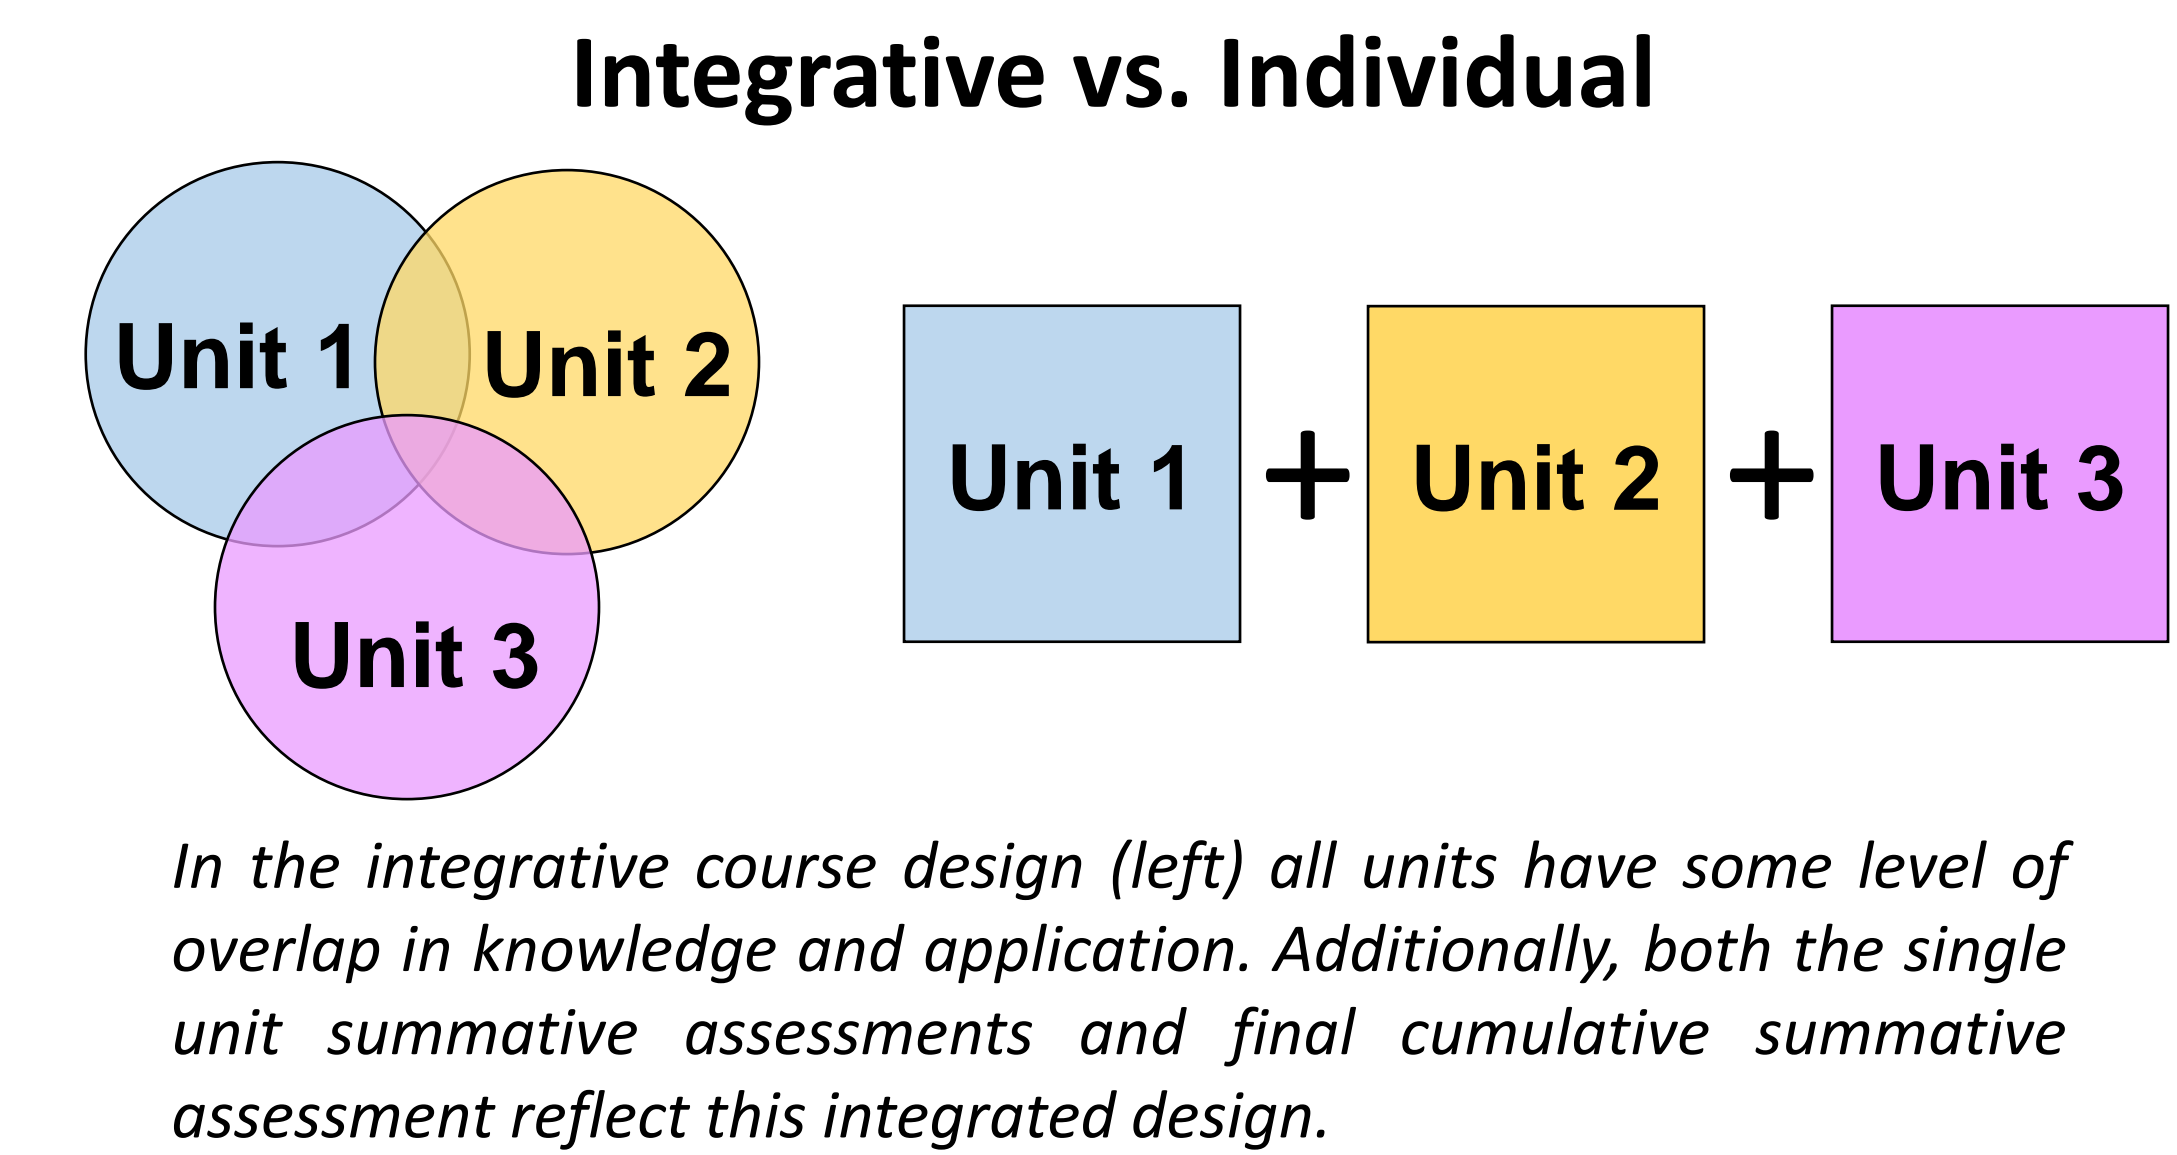 Integrative vs. Individual
Unit 1
Unit 2
Unit 3
Unit 1 + Unit 2 + Unit 3
In the integrative course design (left) all units have some level of
overlap in knowledge and application. Additionally, both the single
unit summative assessments and final cumulative summative
assessment reflect this integrated design.